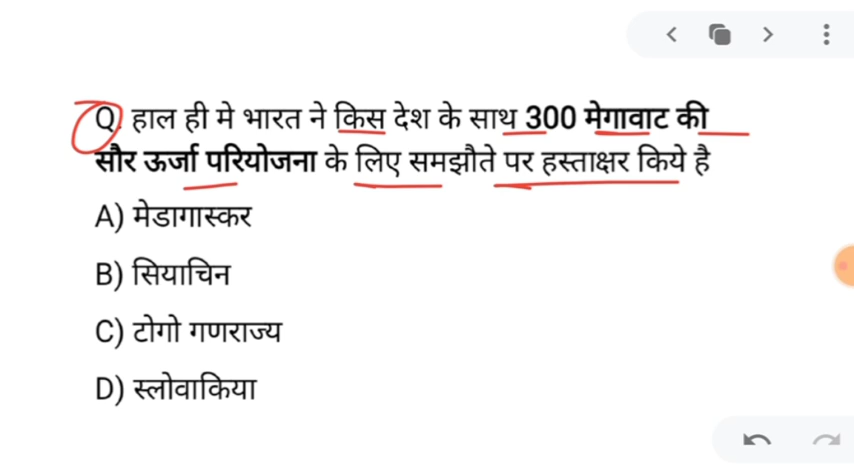 Q. हाल ही मे भारत ने किस देश के साथ 300 मेगावाट की
सौर ऊर्जा परियोजना के लिए समझौते पर हस्ताक्षर किये है
A) मेडागास्कर
B) सियाचिन
C) टोगो गणराज्य
D) स्लोवाकिया